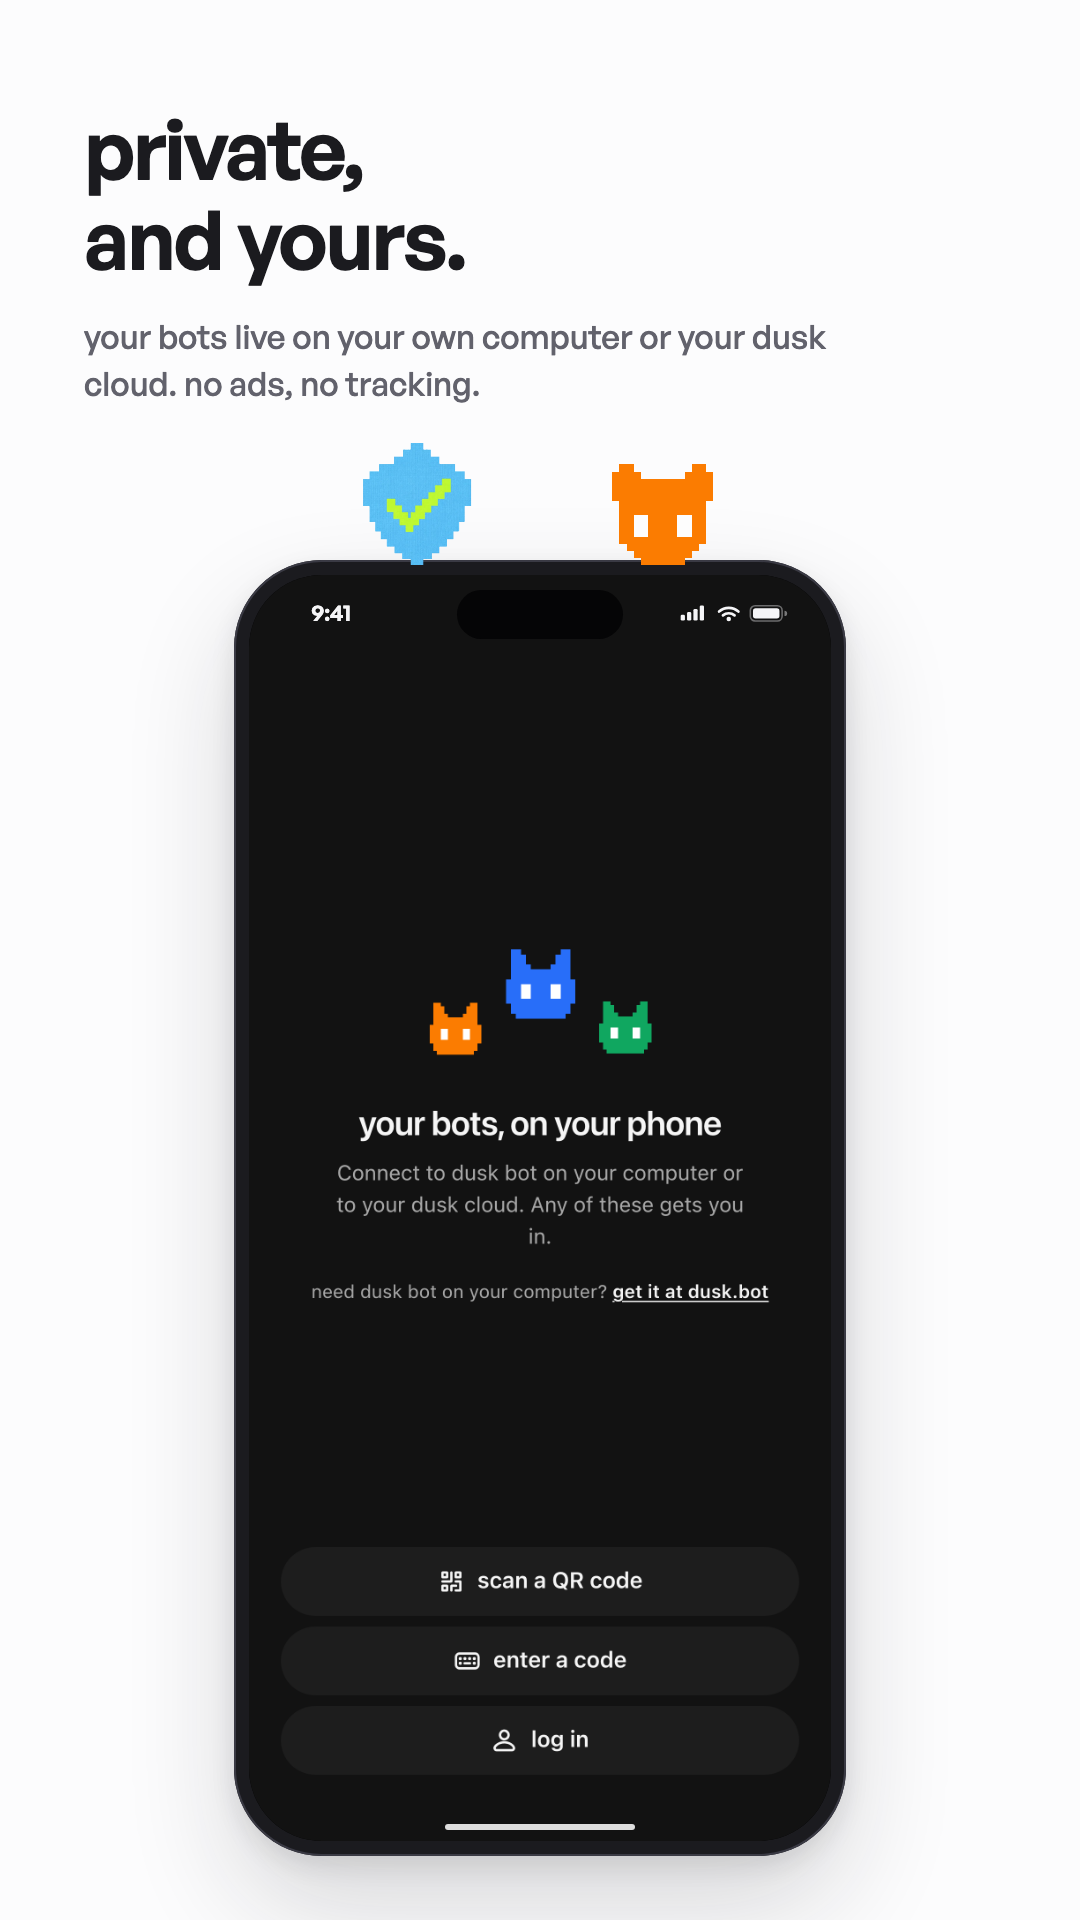 private,
and yours.
your bots live on your own computer or your dusk
cloud. no ads, no tracking.
9:41
your bots, on your phone
Connect to dusk bot on your computer or
to your dusk cloud. Any of these gets you
in.
need dusk bot on your computer? get it at dusk.bot
scan a QR code
enter a code
log in